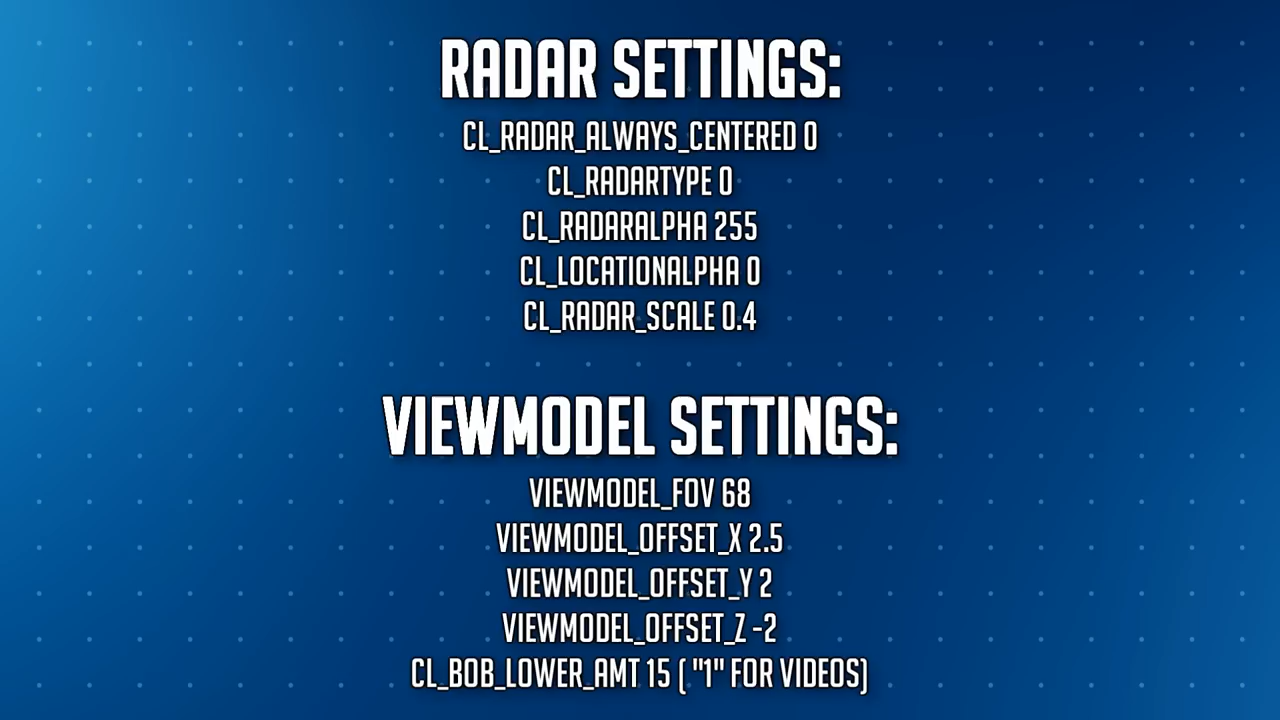 RADAR SETTINGS:
CL_RADAR_ALWAYS_CENTERED 0
CL_RADARTYPE 0
CL_RADARALPHA 255
CL_LOCATIONALPHA 0
CL_RADAR_SCALE 0.4
VIEWMODEL SETTINGS:
VIEWMODEL_FOV 68
VIEWMODEL_OFFSET_X 2.5
VIEWMODEL_OFFSET_Y 2
VIEWMODEL_OFFSET_Z -2
CL_BOB_LOWER_AMT 15 ( "1" FOR VIDEOS)